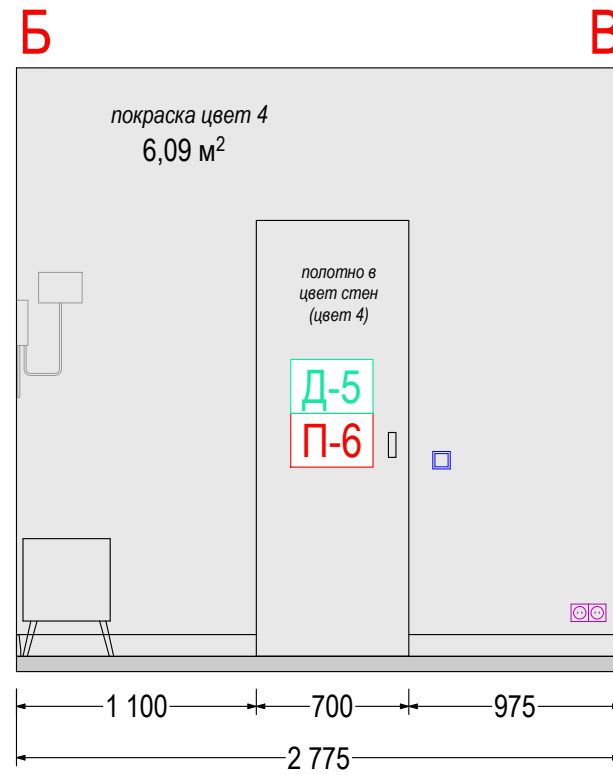 Б В
покраска цвет 4
6,09 м²
полотно в
цвет стен
(цвет 4)
Д-5
П-6
1 100 700 975
2 775